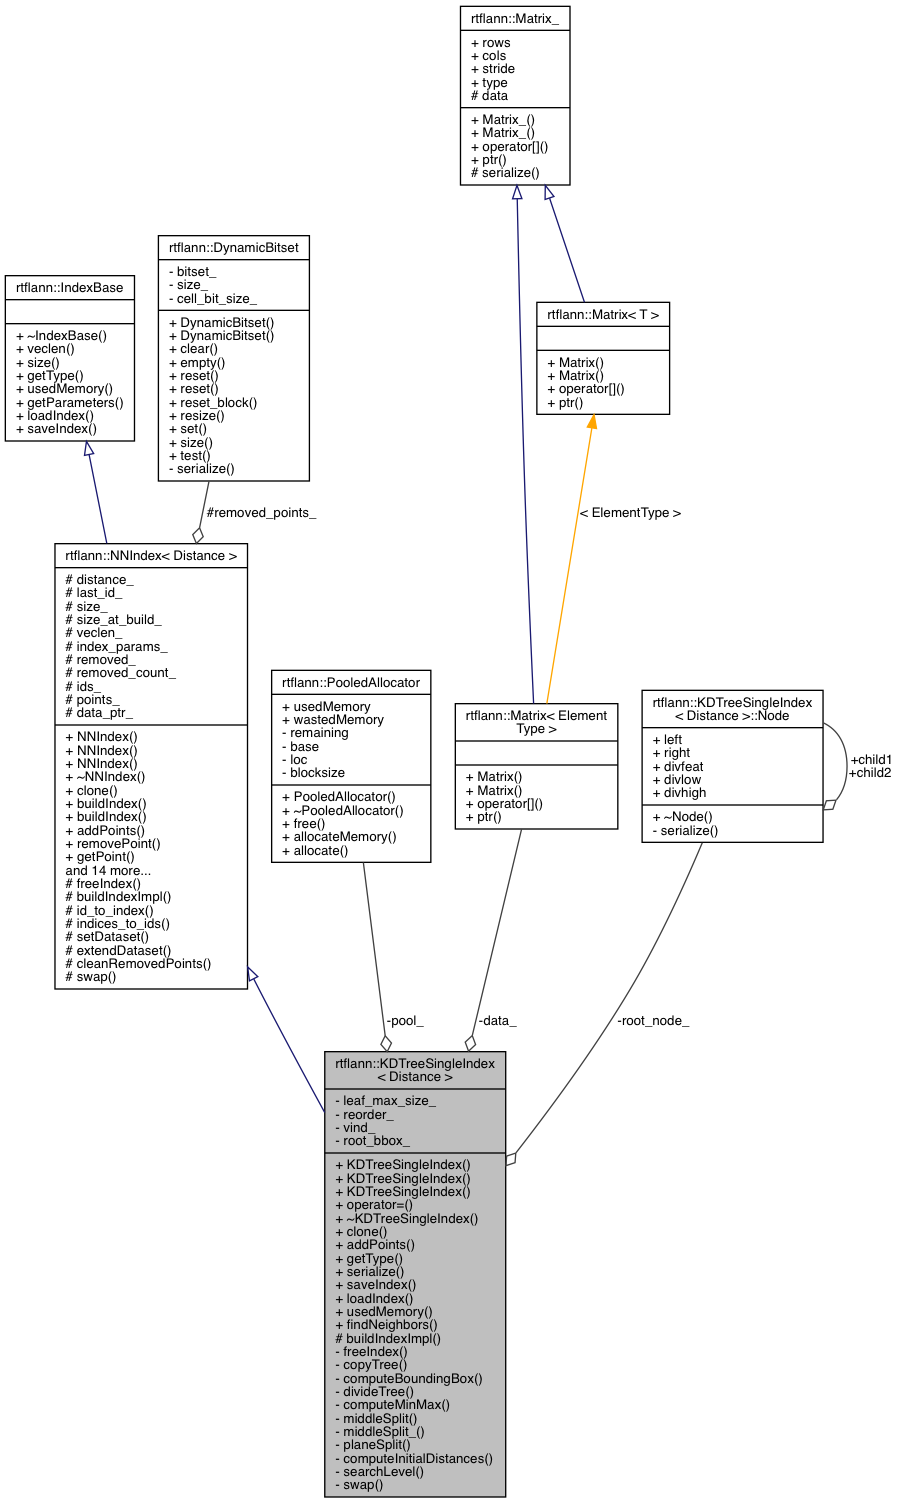 rtflann::Matrix_
+ rows
+ cols
+ stride
+ type
# data
+ Matrix_()
+ Matrix_()
+ operator[]()
+ ptr()
# serialize()
rtflann::DynamicBitset
- bitset_
- size_
- cell_bit_size_
+ DynamicBitset()
+ DynamicBitset()
+ clear()
+ empty()
+ reset()
+ reset()
+ reset_block()
+ resize()
+ set()
+ size()
+ test()
- serialize()
rtflann::IndexBase
+ ~IndexBase()
+ veclen()
+ size()
+ getType()
+ usedMemory()
+ getParameters()
+ loadIndex()
+ saveIndex()
rtflann::Matrix< T >
+ Matrix()
+ Matrix()
+ operator[]()
+ ptr()
#removed_points_
< ElementType >
rtflann::NNIndex< Distance >
# distance_
# last_id_
# size_
# size_at_build_
# veclen_
# index_params_
# removed_
# removed_count_
# ids_
# points_
# data_ptr_
+ NNIndex()
+ NNIndex()
+ NNIndex()
+ ~NNIndex()
+ clone()
+ buildIndex()
+ buildIndex()
+ addPoints()
+ removePoint()
+ getPoint()
and 14 more...
# freeIndex()
# buildIndexImpl()
# id_to_index()
# indices_to_ids()
# setDataset()
# extendDataset()
# cleanRemovedPoints()
# swap()
rtflann::PooledAllocator
+ usedMemory
+ wastedMemory
- remaining
- base
- loc
- blocksize
+ PooledAllocator()
+ ~PooledAllocator()
+ free()
+ allocateMemory()
+ allocate()
rtflann::Matrix< Element
Type >
+ Matrix()
+ Matrix()
+ operator[]()
+ ptr()
rtflann::KDTreeSingleIndex
< Distance >::Node
+ left
+ right
+ divfeat
+ divlow
+ divhigh
+ ~Node()
- serialize()
+child1
+child2
-pool_
-data_
-root_node_
rtflann::KDTreeSingleIndex
< Distance >
- leaf_max_size_
- reorder_
- vind_
- root_bbox_
+ KDTreeSingleIndex()
+ KDTreeSingleIndex()
+ KDTreeSingleIndex()
+ operator=()
+ ~KDTreeSingleIndex()
+ clone()
+ addPoints()
+ getType()
+ serialize()
+ saveIndex()
+ loadIndex()
+ usedMemory()
+ findNeighbors()
# buildIndexImpl()
- freeIndex()
- copyTree()
- computeBoundingBox()
- divideTree()
- computeMinMax()
- middleSplit()
- middleSplit_()
- planeSplit()
- computeInitialDistances()
- searchLevel()
- swap()